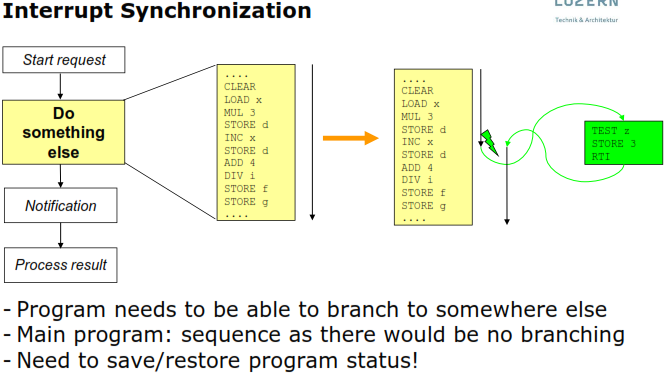 Interrupt Synchronization
LUZERN
Technik & Architektur
Start request
Do
something
else
Notification
Process result
....
CLEAR
LOAD x
MUL 3
STORE d
INC x
STORE d
ADD 4
DIV i
STORE f
STORE g
....
....
CLEAR
LOAD x
MUL 3
STORE d
INC x
STORE d
ADD 4
DIV i
STORE f
STORE g
....
TEST z
STORE 3
RTI
- Program needs to be able to branch to somewhere else
- Main program: sequence as there would be no branching
- Need to save/restore program status!